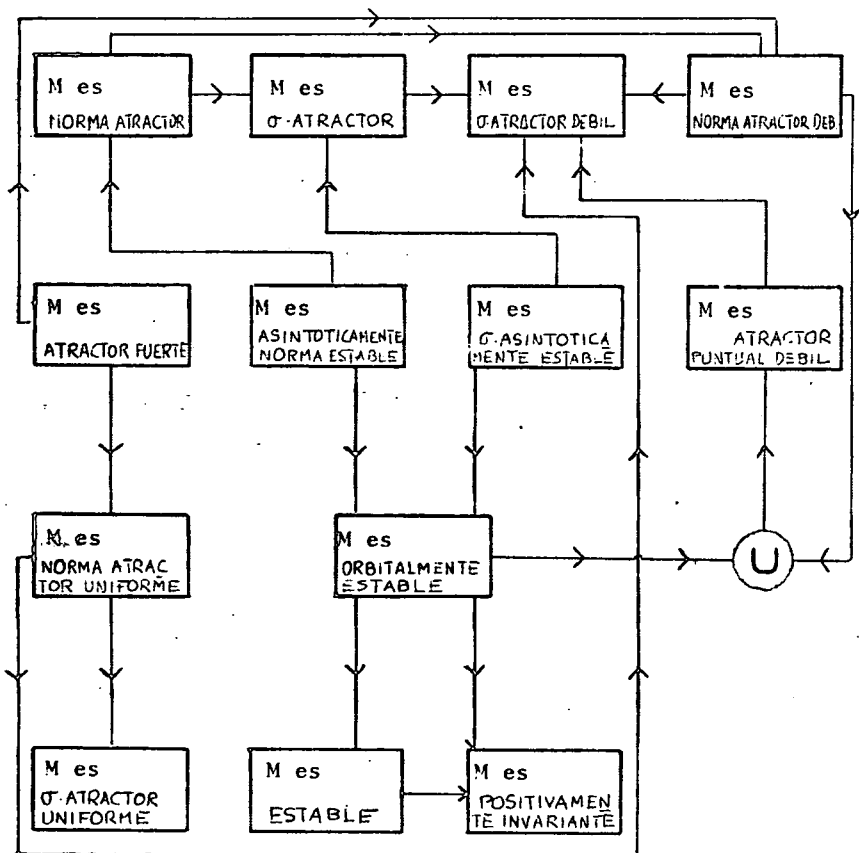 M es
NORMA ATRACTOR
M es
σ-ATRACTOR
M es
σ.ATRACTOR DEBIL
M es
NORMA ATRACTOR DEB.
M es
ATRACTOR FUERTE
M es
ASINTOTICAMENTE
NORMA ESTABLE
M es
σ.ASINTOTICA
MENTE ESTABLE
M es
ATRACTOR
PUNTUAL DEBIL
M es
NORMA ATRAC
TOR UNIFORME
M es
ORBITALMENTE
ESTABLE
U
M es
σ.ATRACTOR
UNIFORME
M es
ESTABLE
M es
POSITIVAMEN
TE INVARIANTE